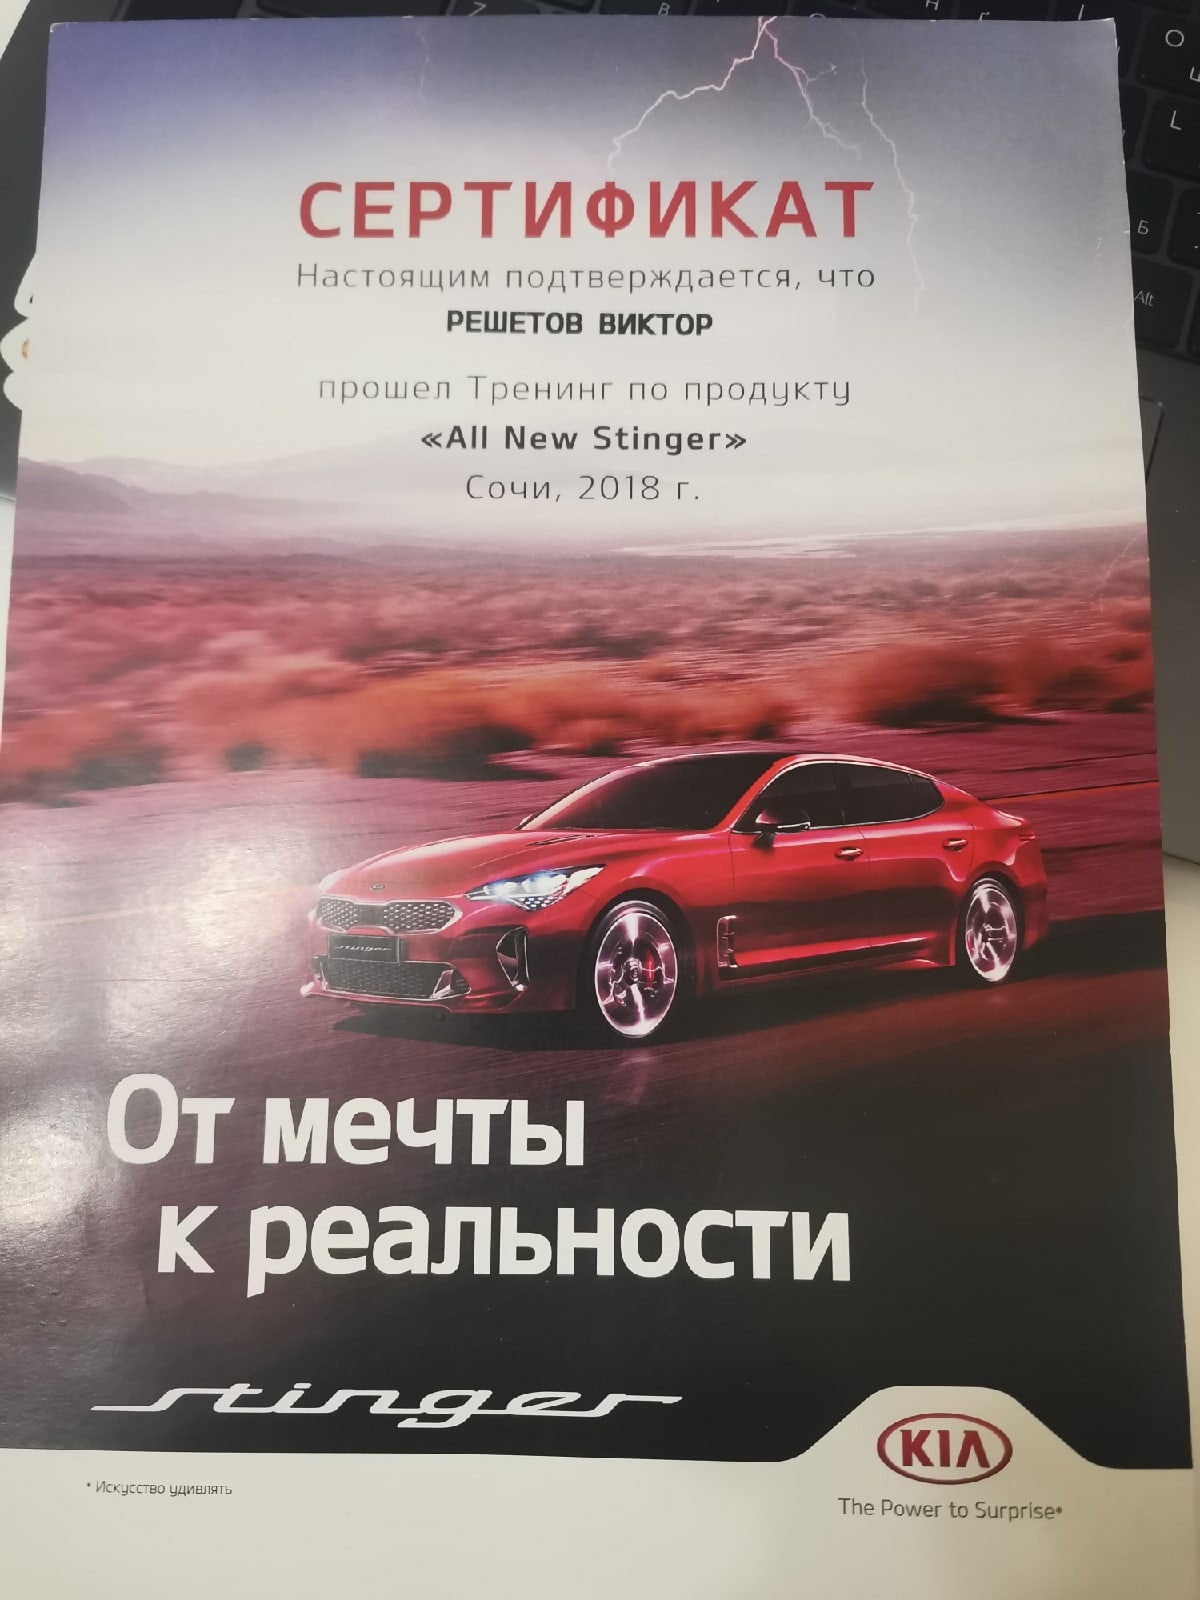 СЕРТИФИКАТ
Настоящим подтверждается, что
РЕШЕТОВ ВИКТОР
прошел Тренинг по продукту
«All New Stinger»
Сочи, 2018 г.
stinger
От мечты
к реальности
stinger
KIA
* Искусство удивлять
The Power to Surprise*